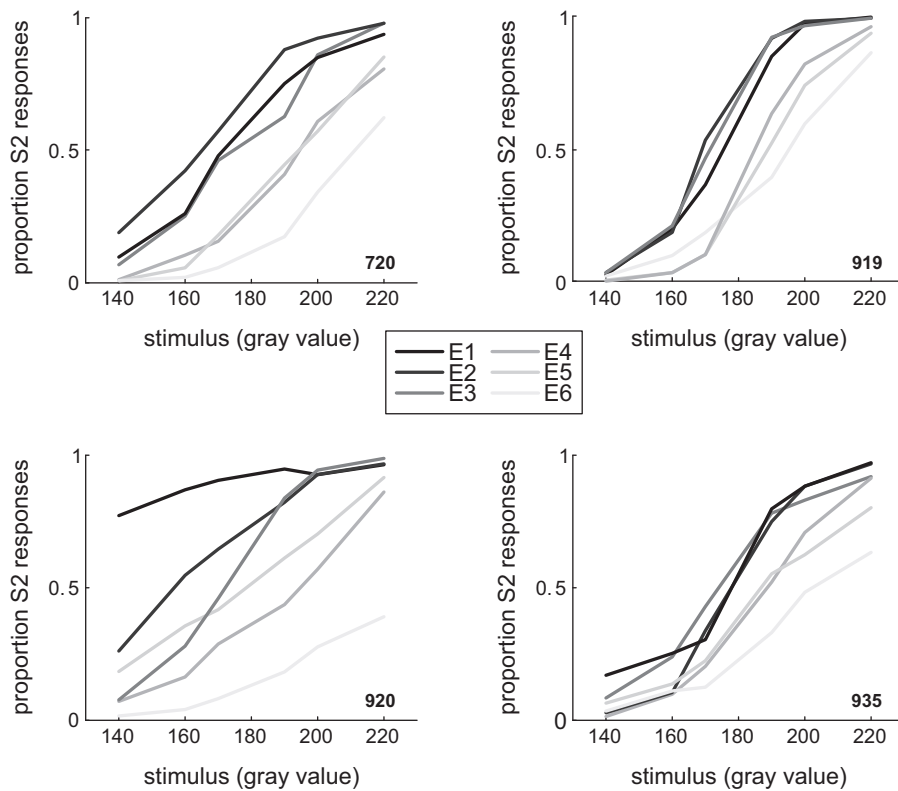 1
0.5
0
proportion S2 responses
720
140 160 180 200 220
stimulus (gray value)
1
0.5
0
proportion S2 responses
919
140 160 180 200 220
stimulus (gray value)
E1 E4
E2 E5
E3 E6
1
0.5
0
proportion S2 responses
920
140 160 180 200 220
stimulus (gray value)
1
0.5
0
proportion S2 responses
935
140 160 180 200 220
stimulus (gray value)